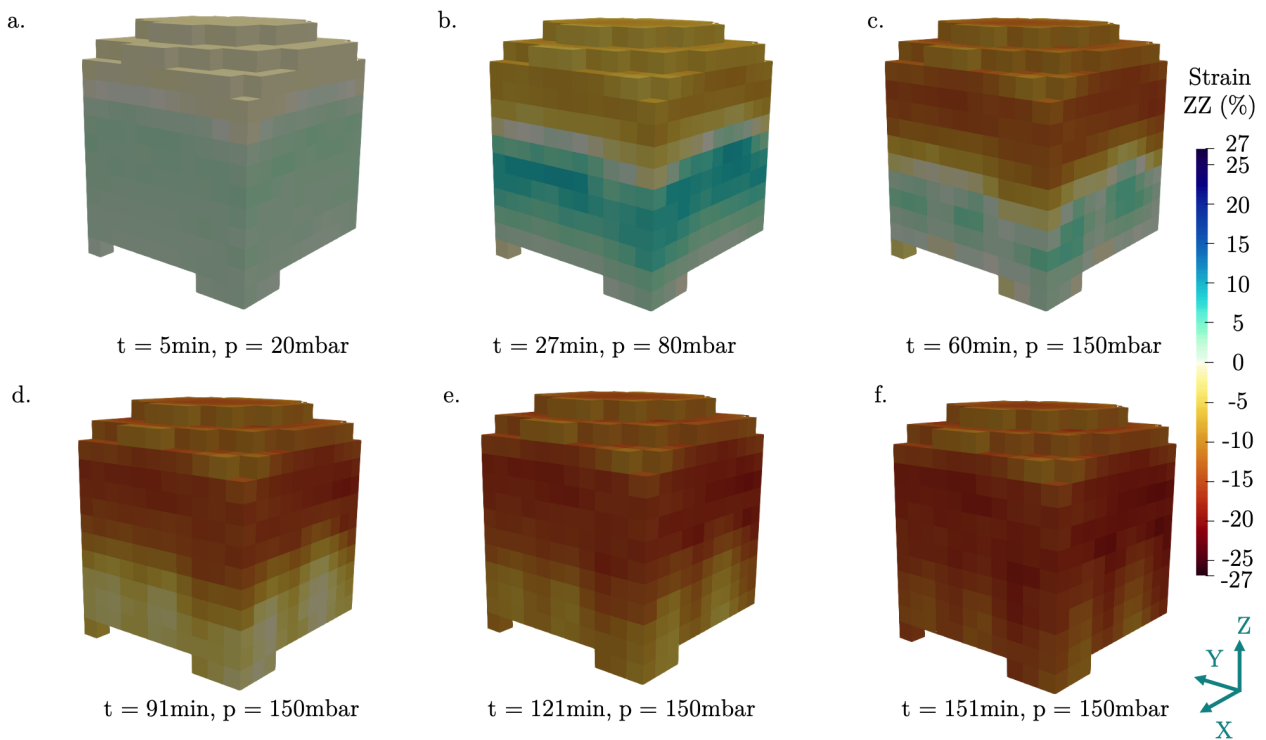 a.
b.
c.
Strain
ZZ (%)
27
25
20
15
10
5
0
-5
-10
-15
-20
-25
-27
t = 5min, p = 20mbar
t = 27min, p = 80mbar
t = 60min, p = 150mbar
d.
e.
f.
t = 91min, p = 150mbar
t = 121min, p = 150mbar
t = 151min, p = 150mbar
Z
Y
X